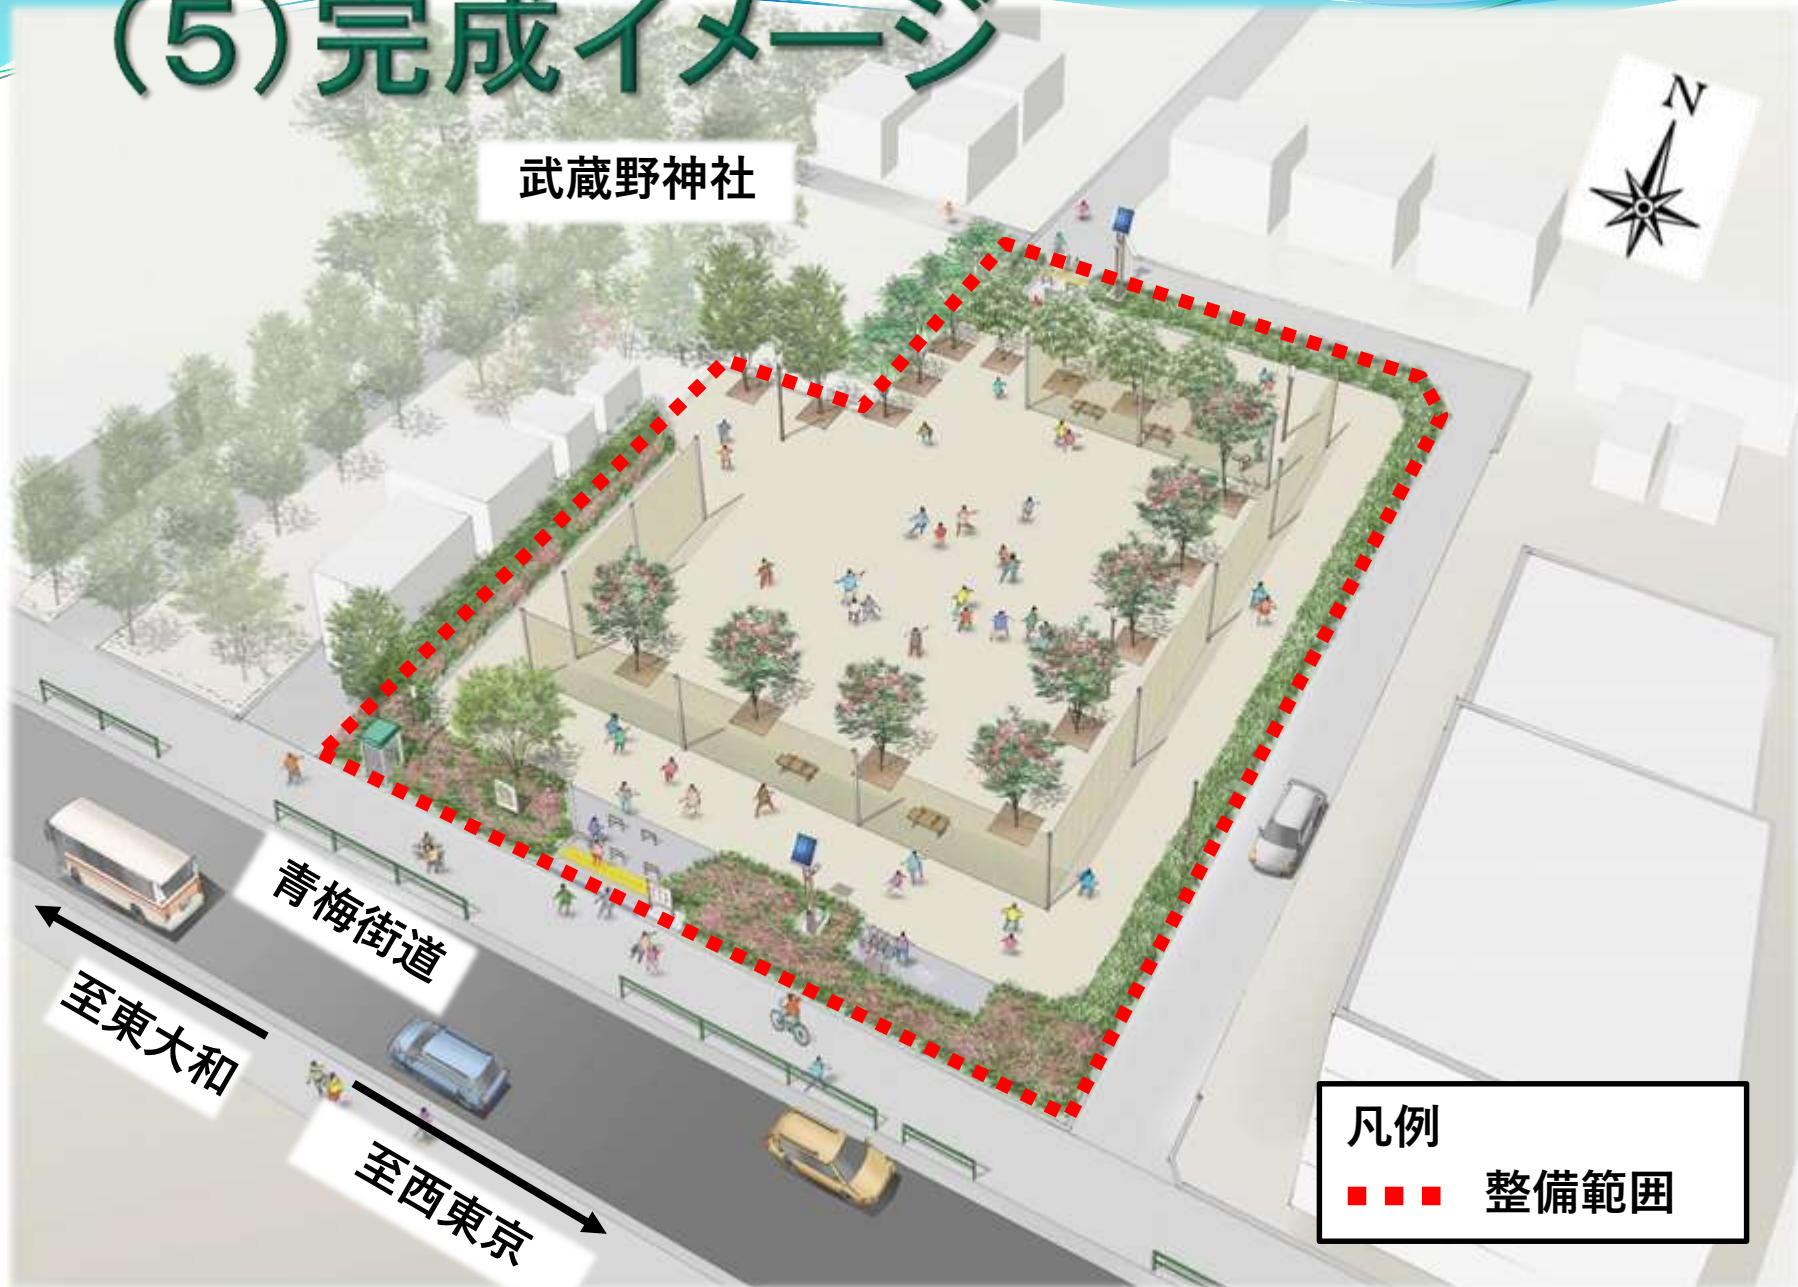 (5)完成イメージ
N
武蔵野神社
青梅街道
至東大和
至西東京
凡例
整備範囲